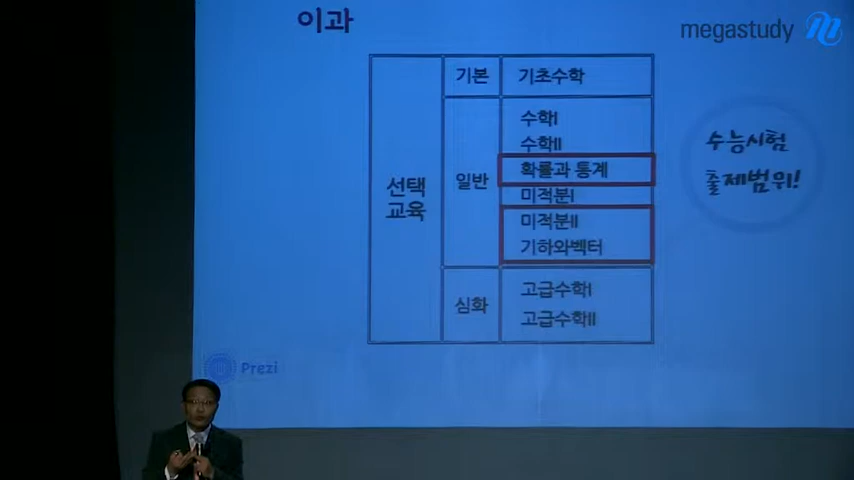 이과
megastudy
기본
기초수학
수학I
수학II
확률과 통계
선택
교육
일반
미적분I
미적분II
기하와벡터
심화
고급수학I
고급수학II
수능시험
출제범위!
Prezi